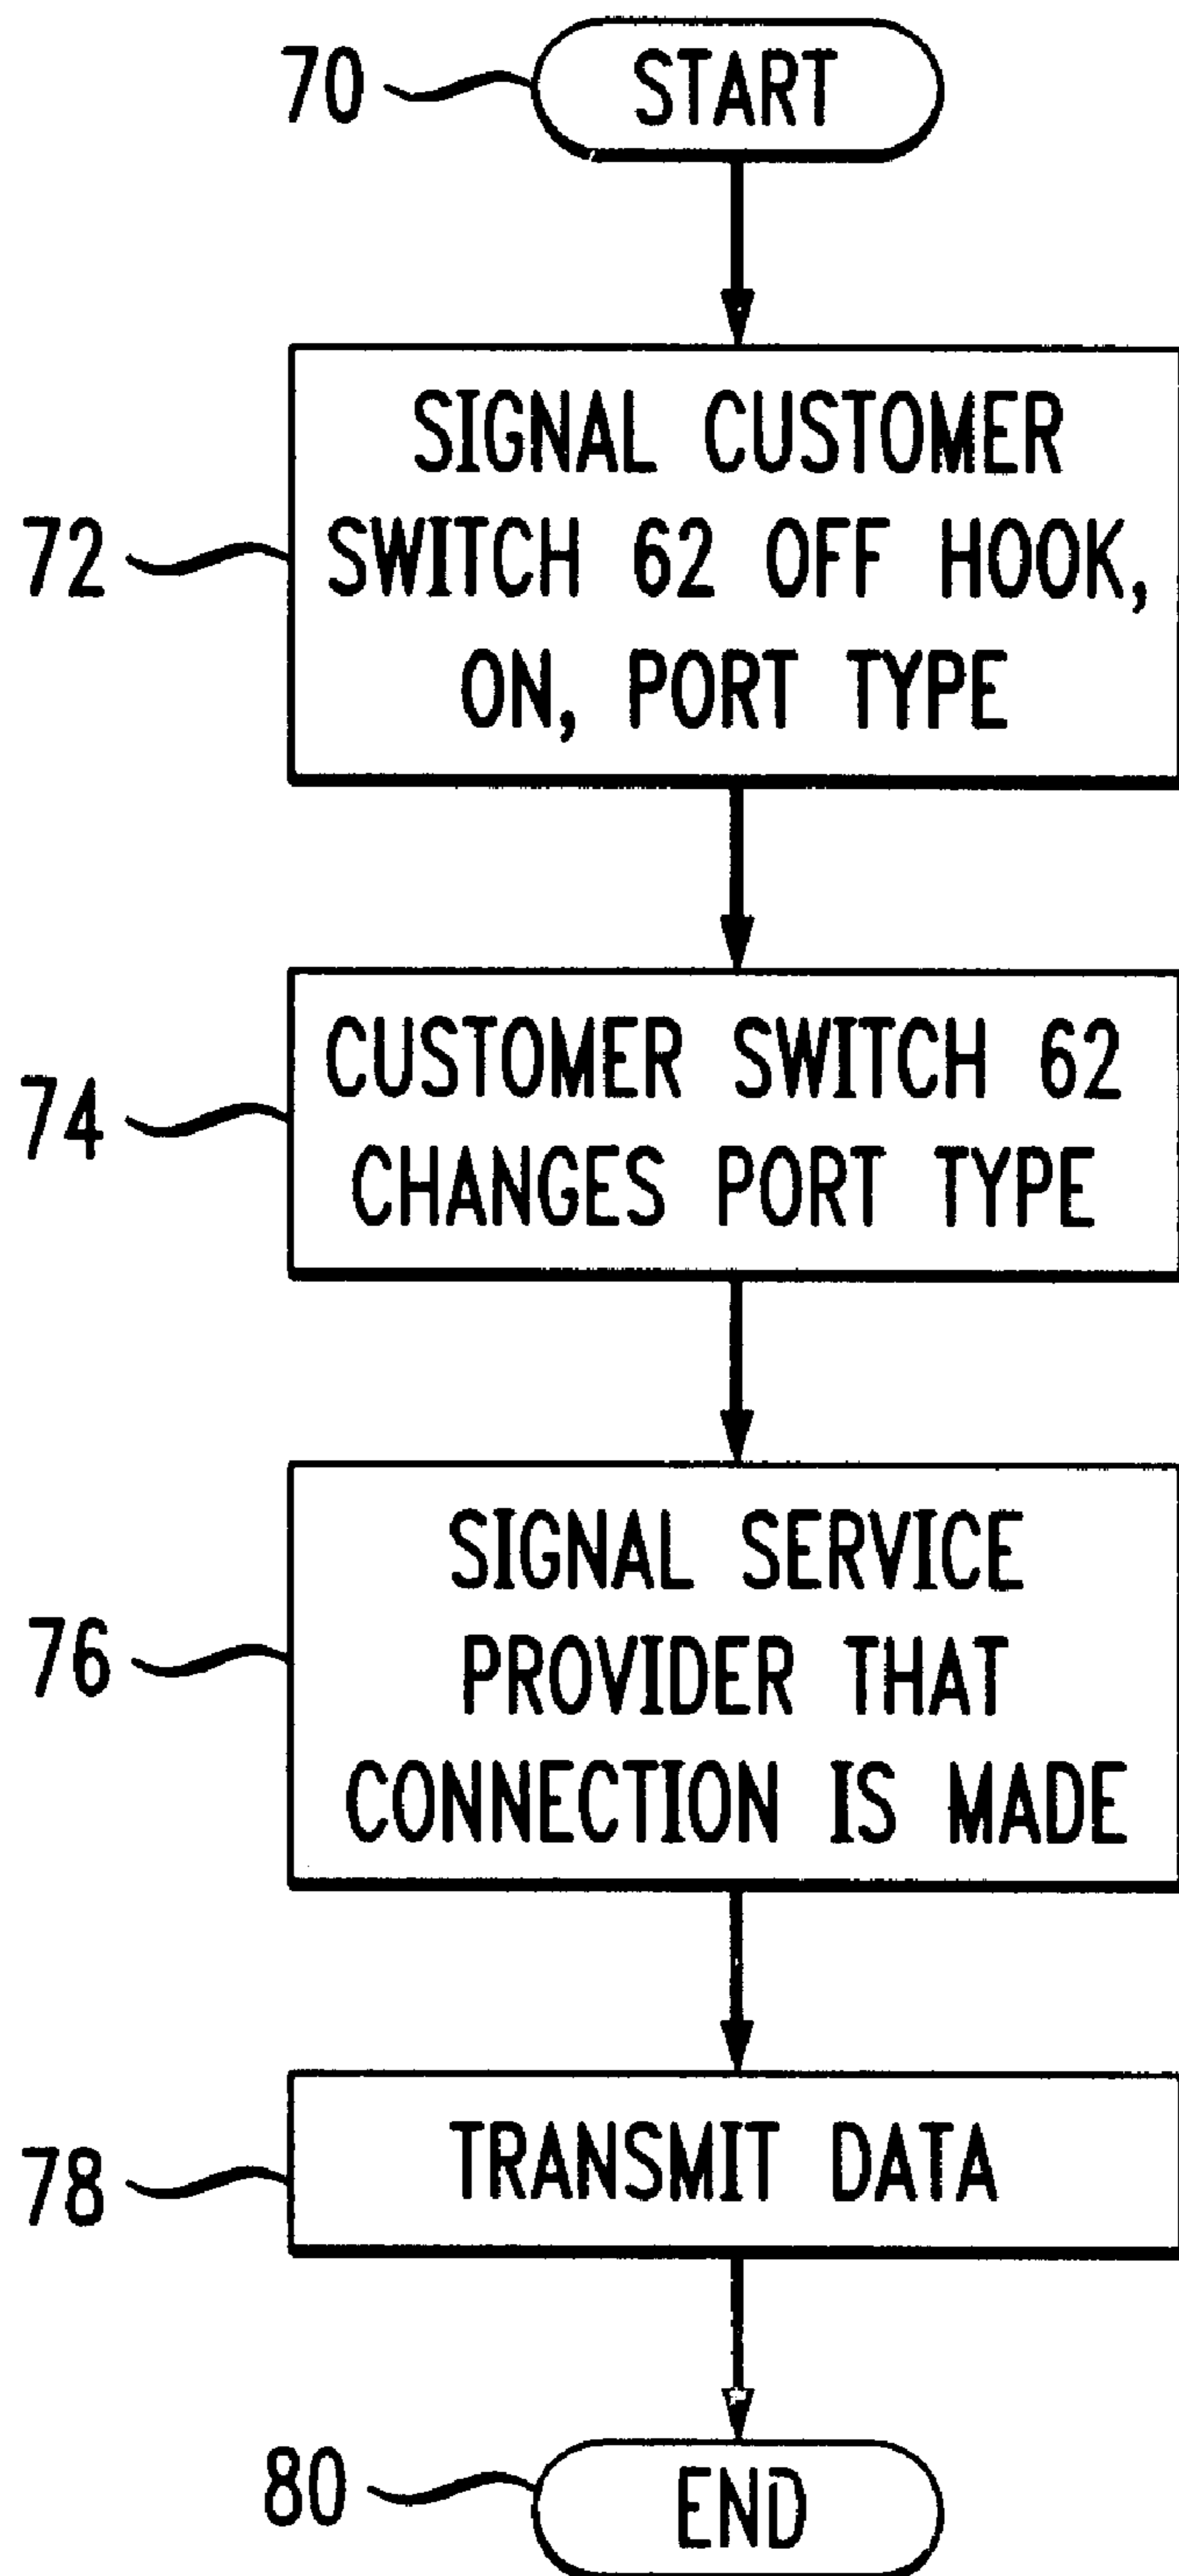 70
START
72
SIGNAL CUSTOMER
SWITCH 62 OFF HOOK,
ON, PORT TYPE
74
CUSTOMER SWITCH 62
CHANGES PORT TYPE
76
SIGNAL SERVICE
PROVIDER THAT
CONNECTION IS MADE
78
TRANSMIT DATA
80
END